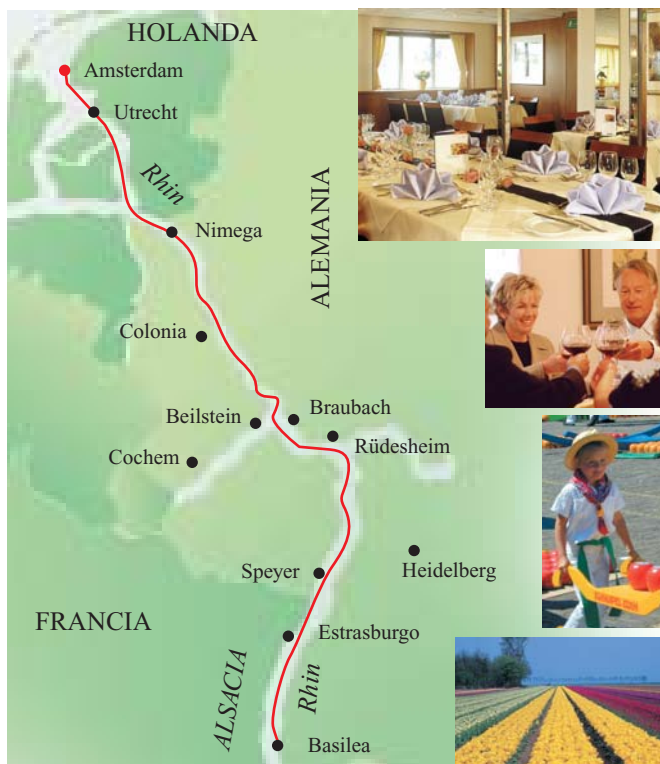 HOLANDA
Amsterdam
Utrecht
Rhin
Nimega
ALEMANIA
Colonia
Braubach
Beilstein
Rüdesheim
Cochem
Speyer
Heidelberg
FRANCIA
Estrasburgo
ALSACIA
Rhin
Basilea